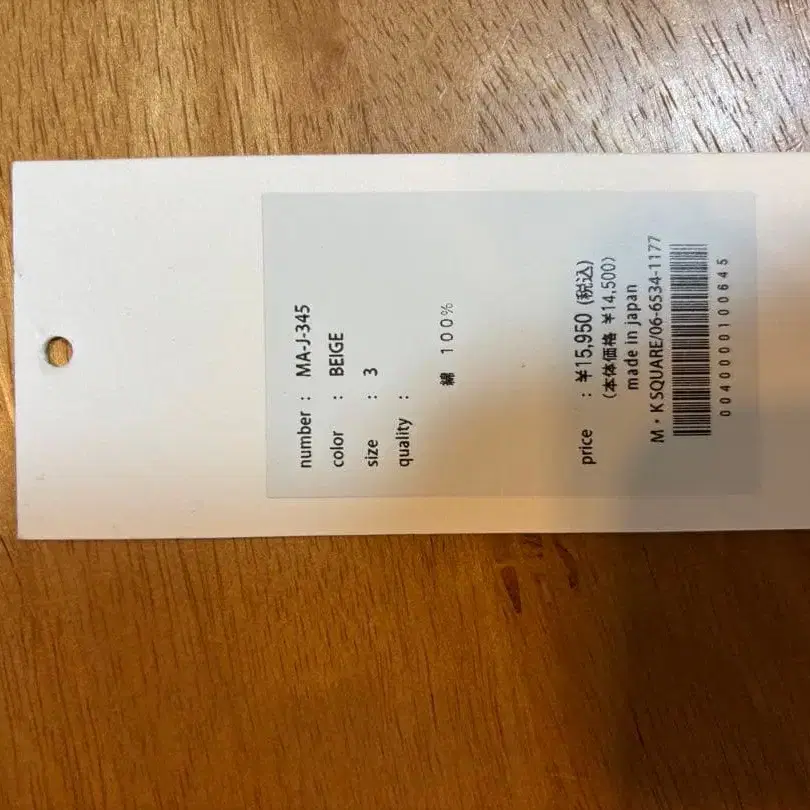 number : MA-J-345
color : BEIGE
size : 3
quality :
綿 100%
price : ¥15,950 (税込)
(本体価格 ¥14,500)
made in japan
M・K SQUARE/06-6534-1177
0040000100645